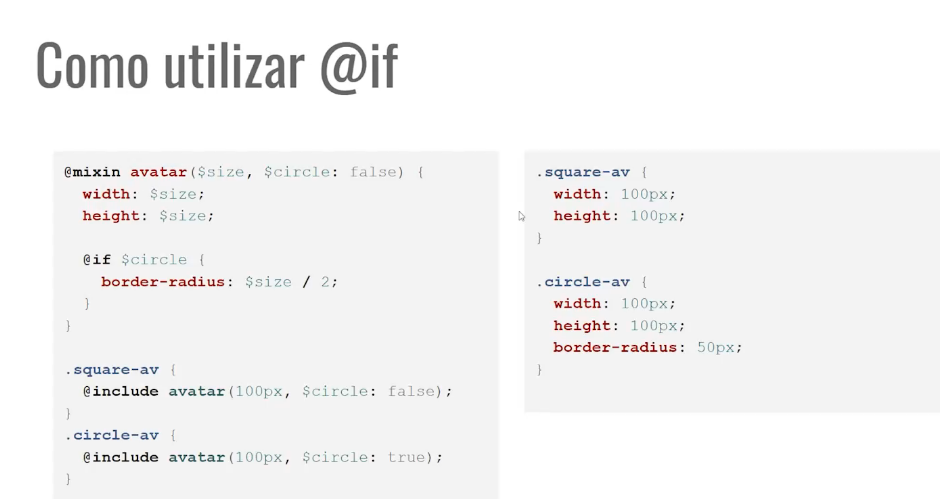 Como utilizar @if
@mixin avatar($size, $circle: false) {
width: $size;
height: $size;
@if $circle {
border-radius: $size / 2;
}
}
.square-av {
@include avatar(100px, $circle: false);
}
.circle-av {
@include avatar(100px, $circle: true);
}
.square-av {
width: 100px;
height: 100px;
}
.circle-av {
width: 100px;
height: 100px;
border-radius: 50px;
}